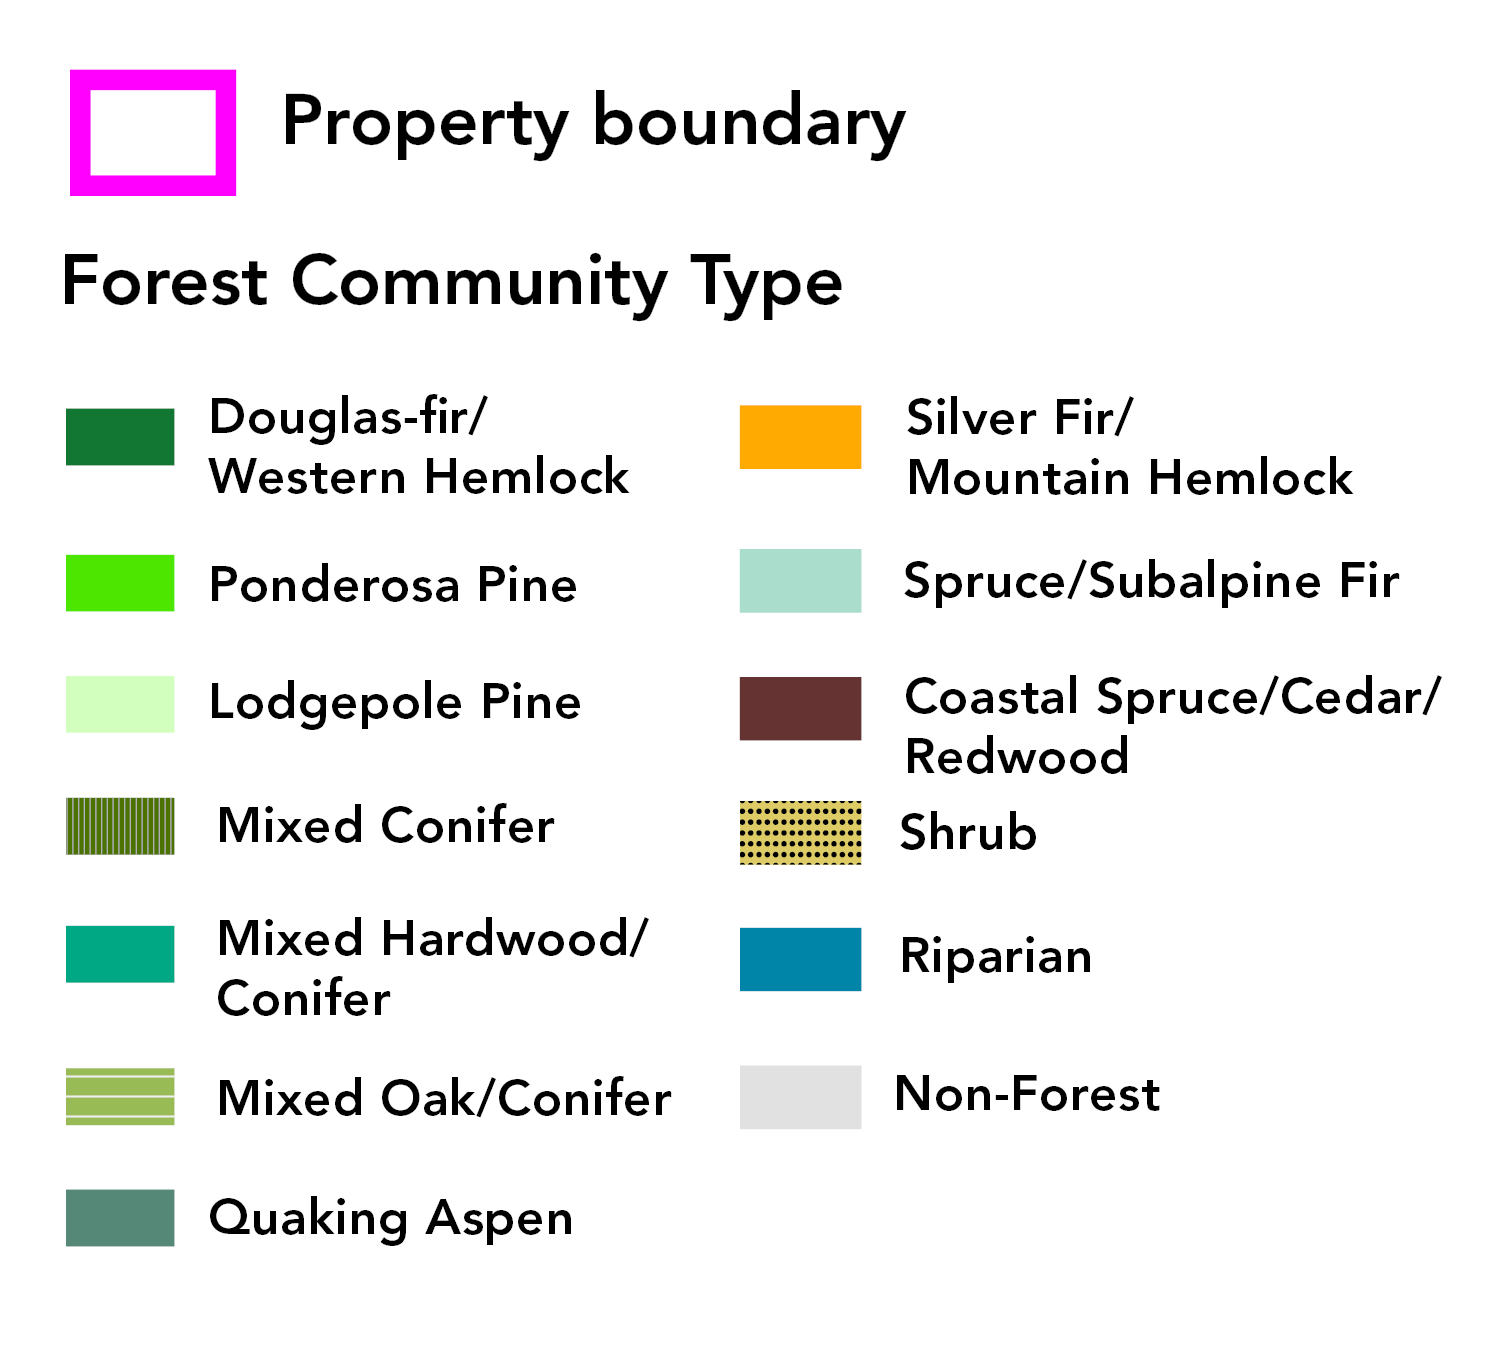 Property boundary
Forest Community Type
Douglas-fir/
Western Hemlock
Ponderosa Pine
Lodgepole Pine
Mixed Conifer
Mixed Hardwood/
Conifer
Mixed Oak/Conifer
Quaking Aspen
Silver Fir/
Mountain Hemlock
Spruce/Subalpine Fir
Coastal Spruce/Cedar/
Redwood
Shrub
Riparian
Non-Forest